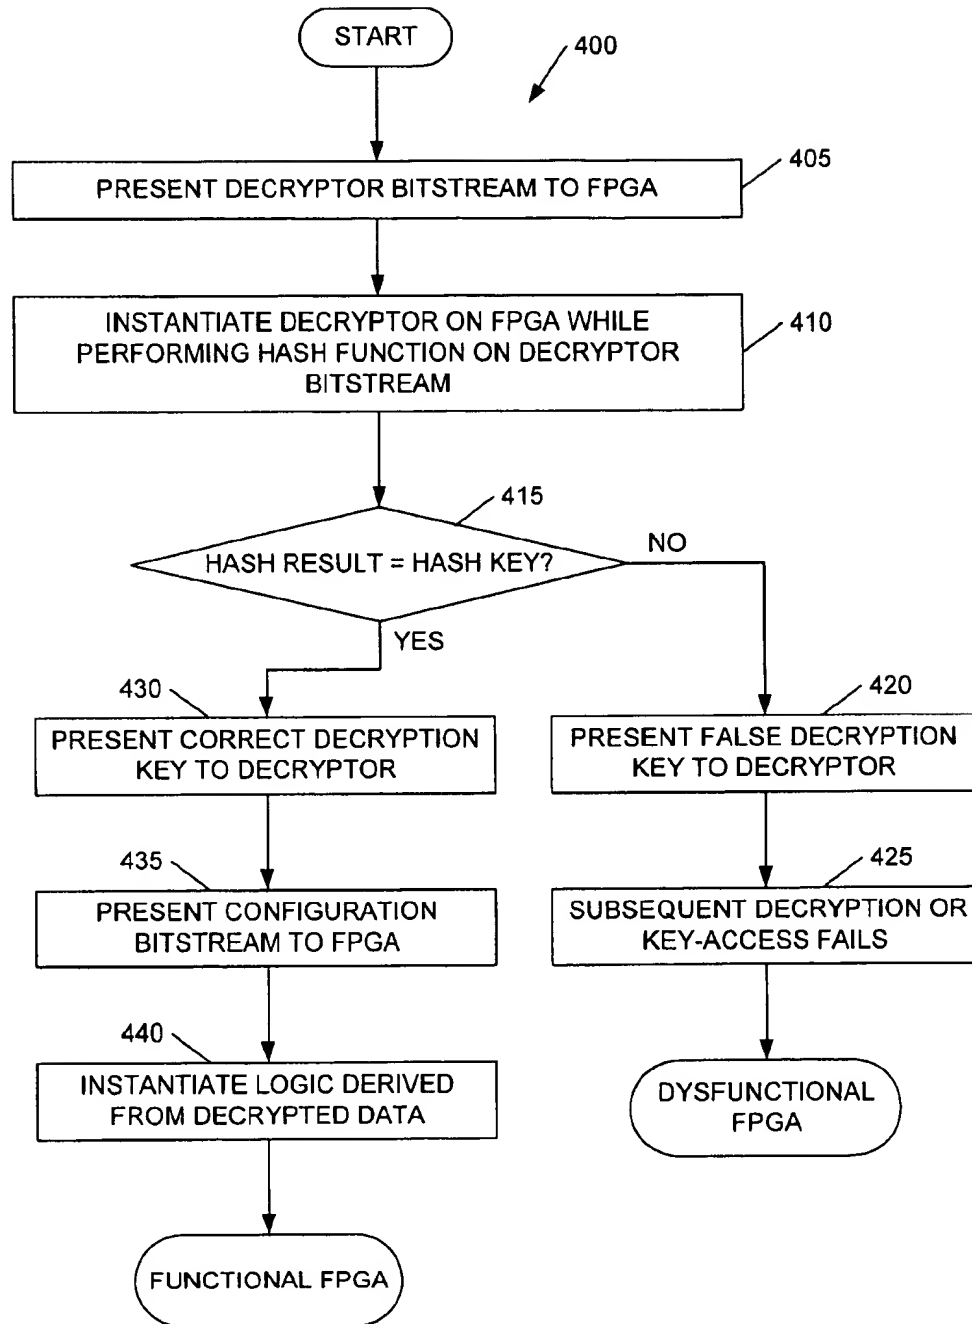 START
400
405
PRESENT DECRYPTOR BITSTREAM TO FPGA
410
INSTANTIATE DECRYPTOR ON FPGA WHILE
PERFORMING HASH FUNCTION ON DECRYPTOR
BITSTREAM
415
HASH RESULT = HASH KEY?
NO
YES
430
PRESENT CORRECT DECRYPTION
KEY TO DECRYPTOR
420
PRESENT FALSE DECRYPTION
KEY TO DECRYPTOR
435
PRESENT CONFIGURATION
BITSTREAM TO FPGA
425
SUBSEQUENT DECRYPTION OR
KEY-ACCESS FAILS
440
INSTANTIATE LOGIC DERIVED
FROM DECRYPTED DATA
DYSFUNCTIONAL
FPGA
FUNCTIONAL FPGA